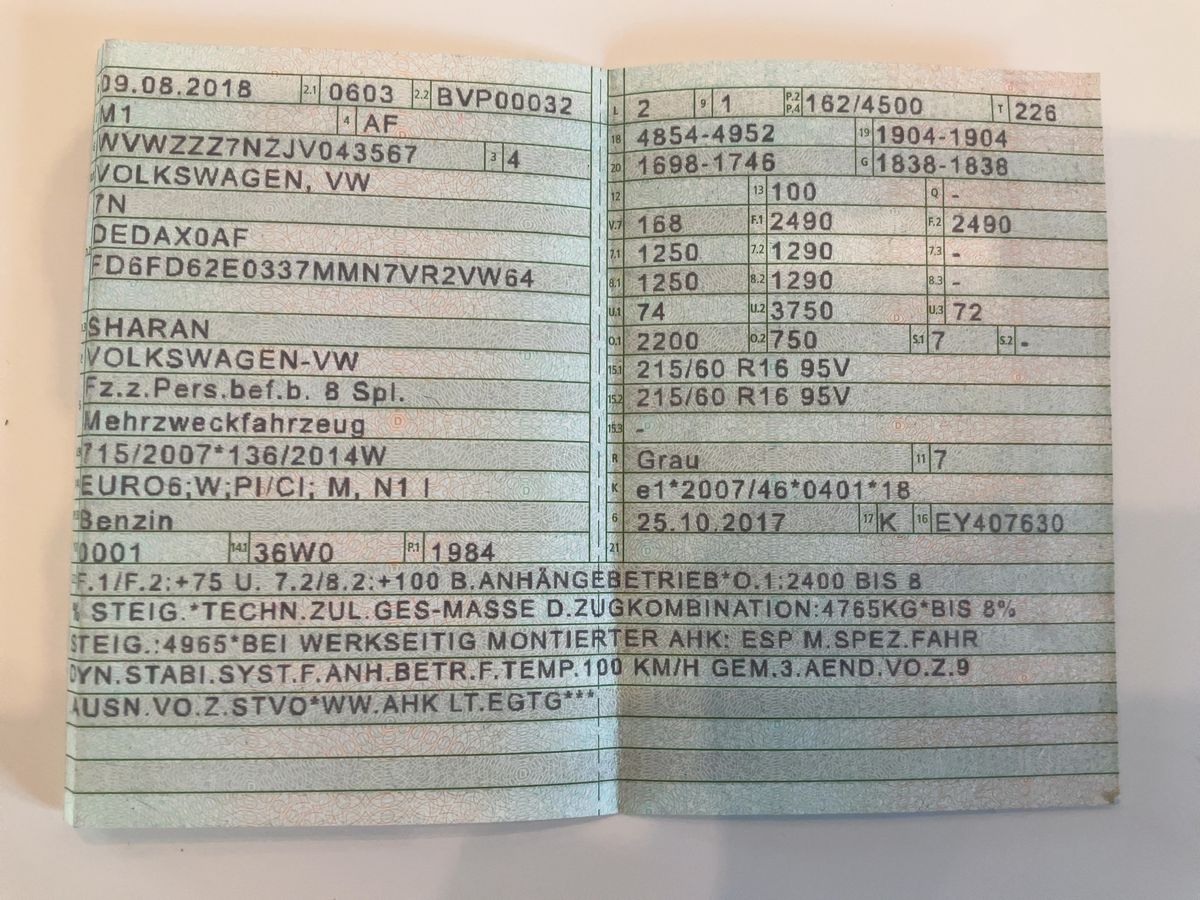 09.08.2018 2.1 0603 2.2 BVP00032
M1 4 AF
WVWZZZ7NZJV043567 3 4
VOLKSWAGEN, VW
7N
DEDAX0AF
FD6FD62E0337MMN7VR2VW64
SHARAN
VOLKSWAGEN-VW
Fz.z.Pers.bef.b. 8 Spl.
Mehrzweckfahrzeug
715/2007*136/2014W
EURO6;W;PI/CI; M, N1 I
Benzin
0001 14.1 36W0 P.1 1984
L 2 9 1 P.2 P.4 162/4500 T 226
18 4854-4952 19 1904-1904
20 1698-1746 G 1838-1838
12 13 100 Q -
V.7 168 F.1 2490 F.2 2490
7.1 1250 7.2 1290 7.3 -
8.1 1250 8.2 1290 8.3 -
U.1 74 U.2 3750 U.3 72
O.1 2200 O.2 750 S.1 7 S.2 -
15.1 215/60 R16 95V
15.2 215/60 R16 95V
15.3 -
R Grau 11 7
K e1*2007/46*0401*18
6 25.10.2017 17 K 16 EY407630
21
F.1/F.2:+75 U. 7.2/8.2:+100 B.ANHÄNGEBETRIEB*O.1:2400 BIS 8
% STEIG.*TECHN.ZUL.GES-MASSE D.ZUGKOMBINATION:4765KG*BIS 8%
STEIG.:4965*BEI WERKSEITIG MONTIERTER AHK: ESP M.SPEZ.FAHR
DYN.STABI.SYST.F.ANH.BETR.F.TEMP.100 KM/H GEM.3.AEND.VO.Z.9
AUSN.VO.Z.STVO*WW.AHK LT.EGTG***